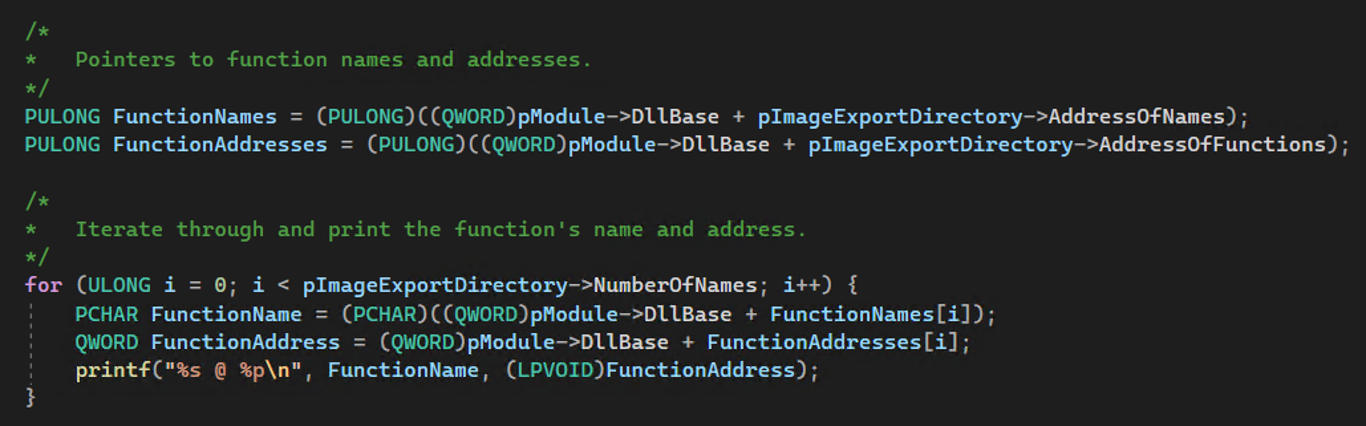 /*
*   Pointers to function names and addresses.
*/
PULONG FunctionNames = (PULONG)((QWORD)pModule->DllBase + pImageExportDirectory->AddressOfNames);
PULONG FunctionAddresses = (PULONG)((QWORD)pModule->DllBase + pImageExportDirectory->AddressOfFunctions);
/*
*   Iterate through and print the function's name and address.
*/
for (ULONG i = 0; i < pImageExportDirectory->NumberOfNames; i++) {
    PCHAR FunctionName = (PCHAR)((QWORD)pModule->DllBase + FunctionNames[i]);
    QWORD FunctionAddress = (QWORD)pModule->DllBase + FunctionAddresses[i];
    printf("%s @ %p\n", FunctionName, (LPVOID)FunctionAddress);
}